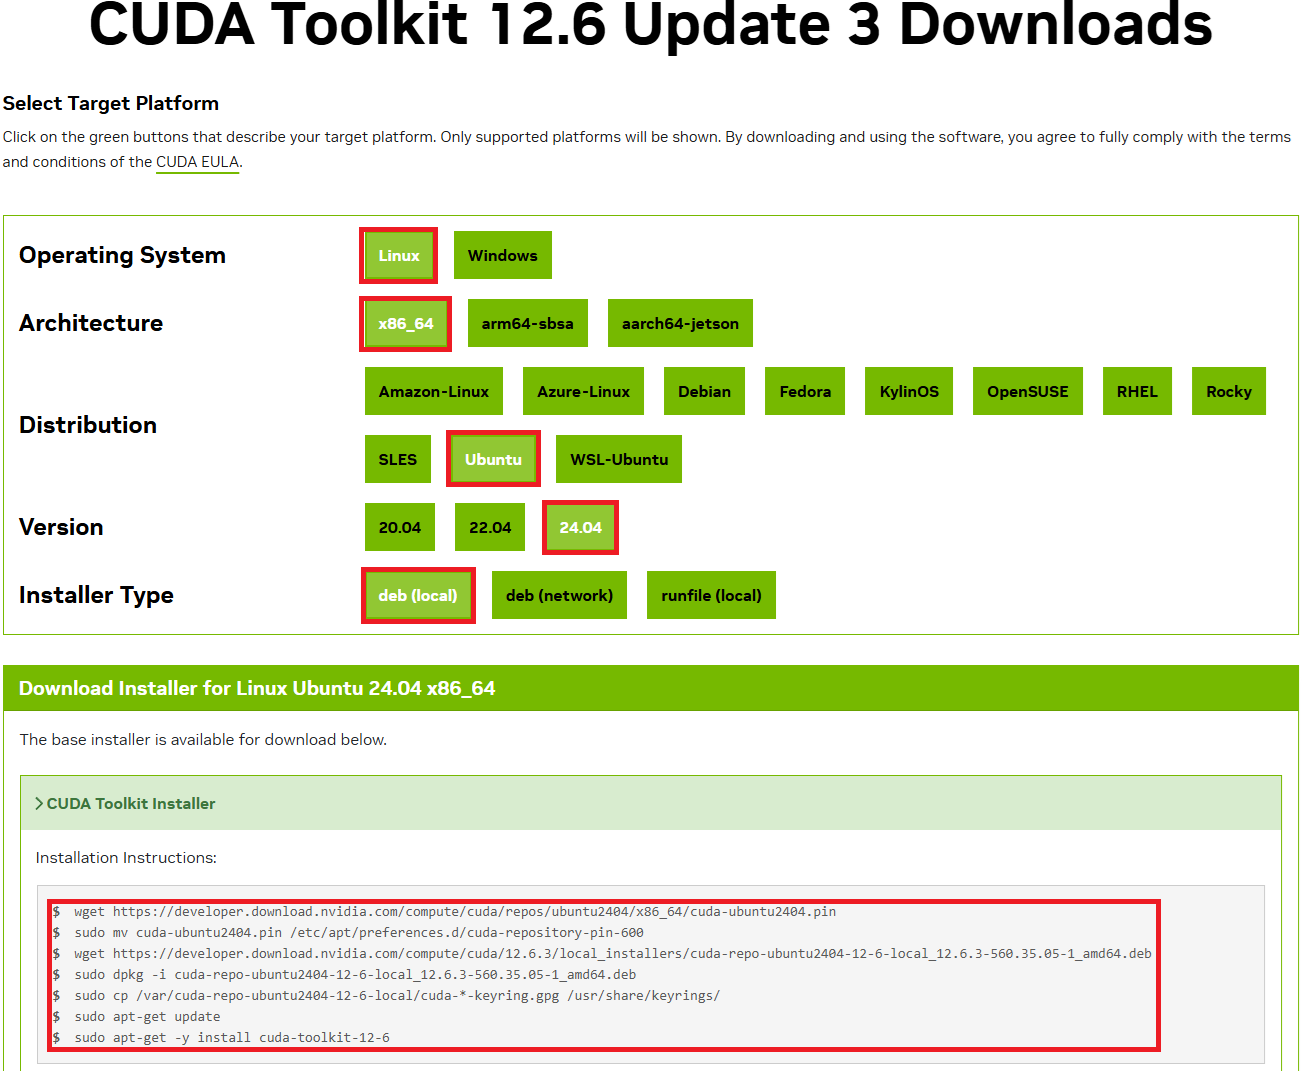 CUDA Toolkit 12.6 Update 3 Downloads
Select Target Platform
Click on the green buttons that describe your target platform. Only supported platforms will be shown. By downloading and using the software, you agree to fully comply with the terms
and conditions of the CUDA EULA.
Operating System Linux Windows
Architecture x86_64 arm64-sbsa aarch64-jetson
Distribution
Amazon-Linux Azure-Linux Debian Fedora KylinOS OpenSUSE RHEL Rocky
SLES Ubuntu WSL-Ubuntu
Version 20.04 22.04 24.04
Installer Type deb (local) deb (network) runfile (local)
Download Installer for Linux Ubuntu 24.04 x86_64
The base installer is available for download below.
>CUDA Toolkit Installer
Installation Instructions:
$ wget https://developer.download.nvidia.com/compute/cuda/repos/ubuntu2404/x86_64/cuda-ubuntu2404.pin
$ sudo mv cuda-ubuntu2404.pin /etc/apt/preferences.d/cuda-repository-pin-600
$ wget https://developer.download.nvidia.com/compute/cuda/12.6.3/local_installers/cuda-repo-ubuntu2404-12-6-local_12.6.3-560.35.05-1_amd64.deb
$ sudo dpkg -i cuda-repo-ubuntu2404-12-6-local_12.6.3-560.35.05-1_amd64.deb
$ sudo cp /var/cuda-repo-ubuntu2404-12-6-local/cuda-*-keyring.gpg /usr/share/keyrings/
$ sudo apt-get update
$ sudo apt-get -y install cuda-toolkit-12-6